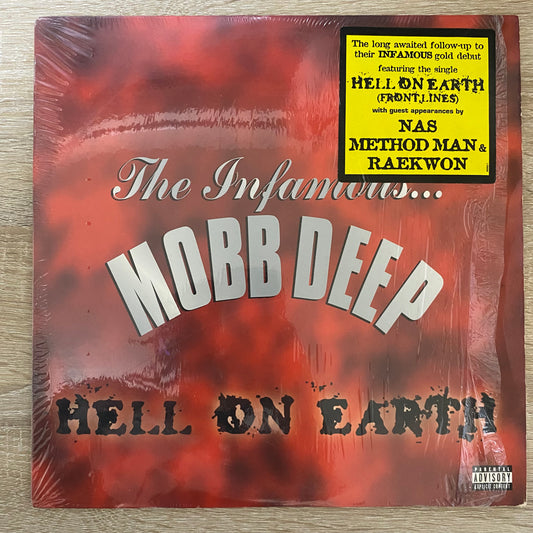 The long awaited follow-up to
their INFAMOUS gold debut
featuring the single
HELL ON EARTH
(FRONT LINES)
with guest appearances by
NAS
METHOD MAN &
RAEKWON
The Infamous...
MOBB DEEP
HELL ON EARTH
PARENTAL
ADVISORY
EXPLICIT CONTENT